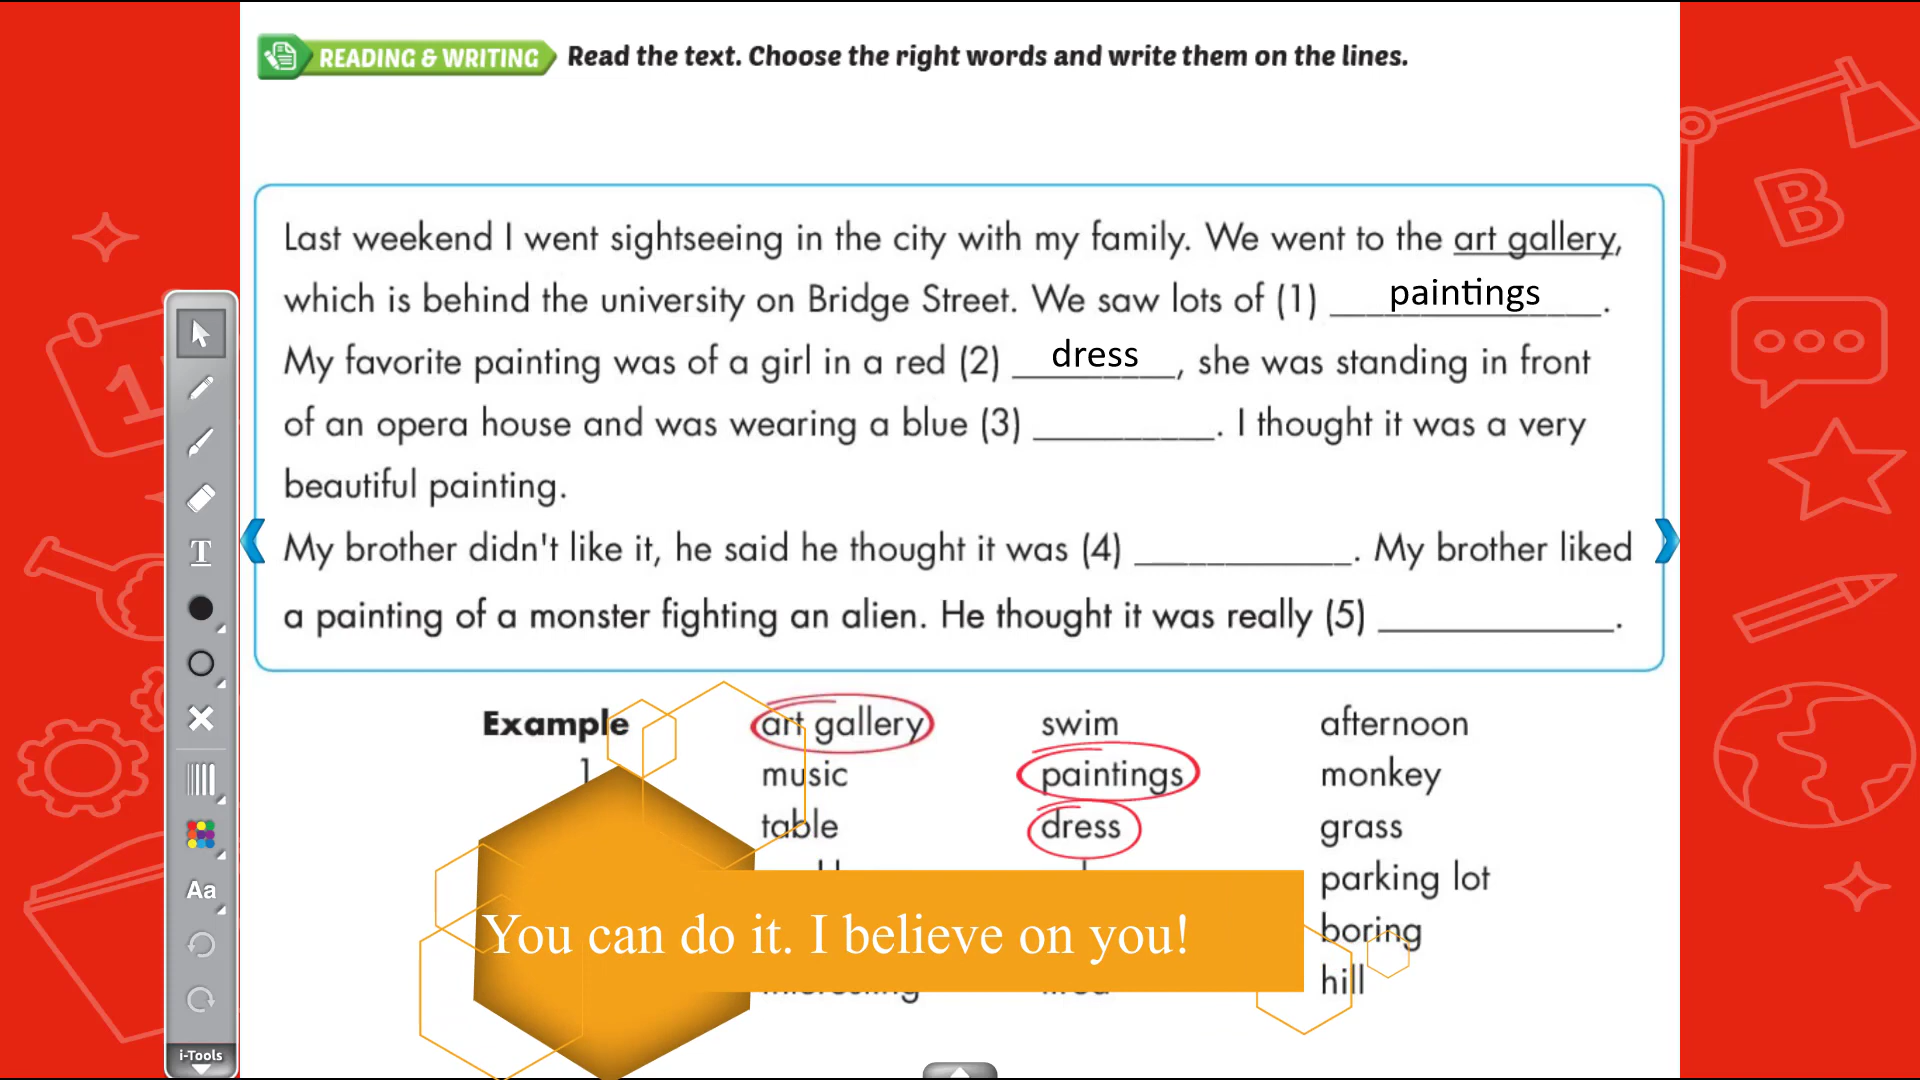 READING & WRITING Read the text. Choose the right words and write them on the lines.
Last weekend I went sightseeing in the city with my family. We went to the art gallery,
which is behind the university on Bridge Street. We saw lots of (1) paintings.
My favorite painting was of a girl in a red (2) dress, she was standing in front
of an opera house and was wearing a blue (3) __________. I thought it was a very
beautiful painting.
My brother didn't like it, he said he thought it was (4) ____________. My brother liked
a painting of a monster fighting an alien. He thought it was really (5) _____________.
Example art gallery swim afternoon
1 music paintings monkey
table dress grass
parking lot
You can do it. I believe on you!
boring
hill
T
Aa
i-Tools
1
B